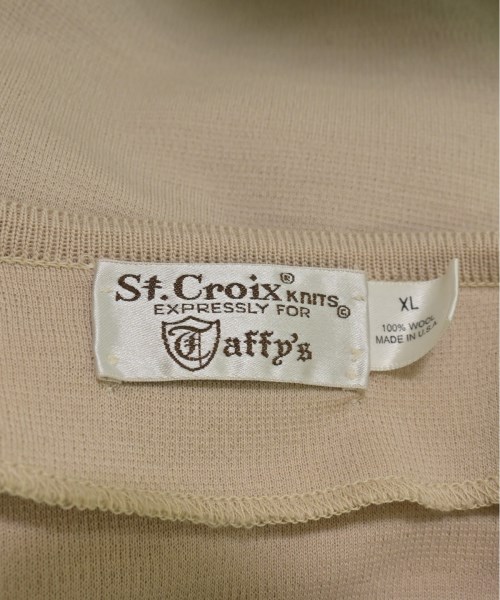 St. Croix® KNITS©
EXPRESSLY FOR
Taffy's
XL
100% WOOL
MADE IN U.S.A